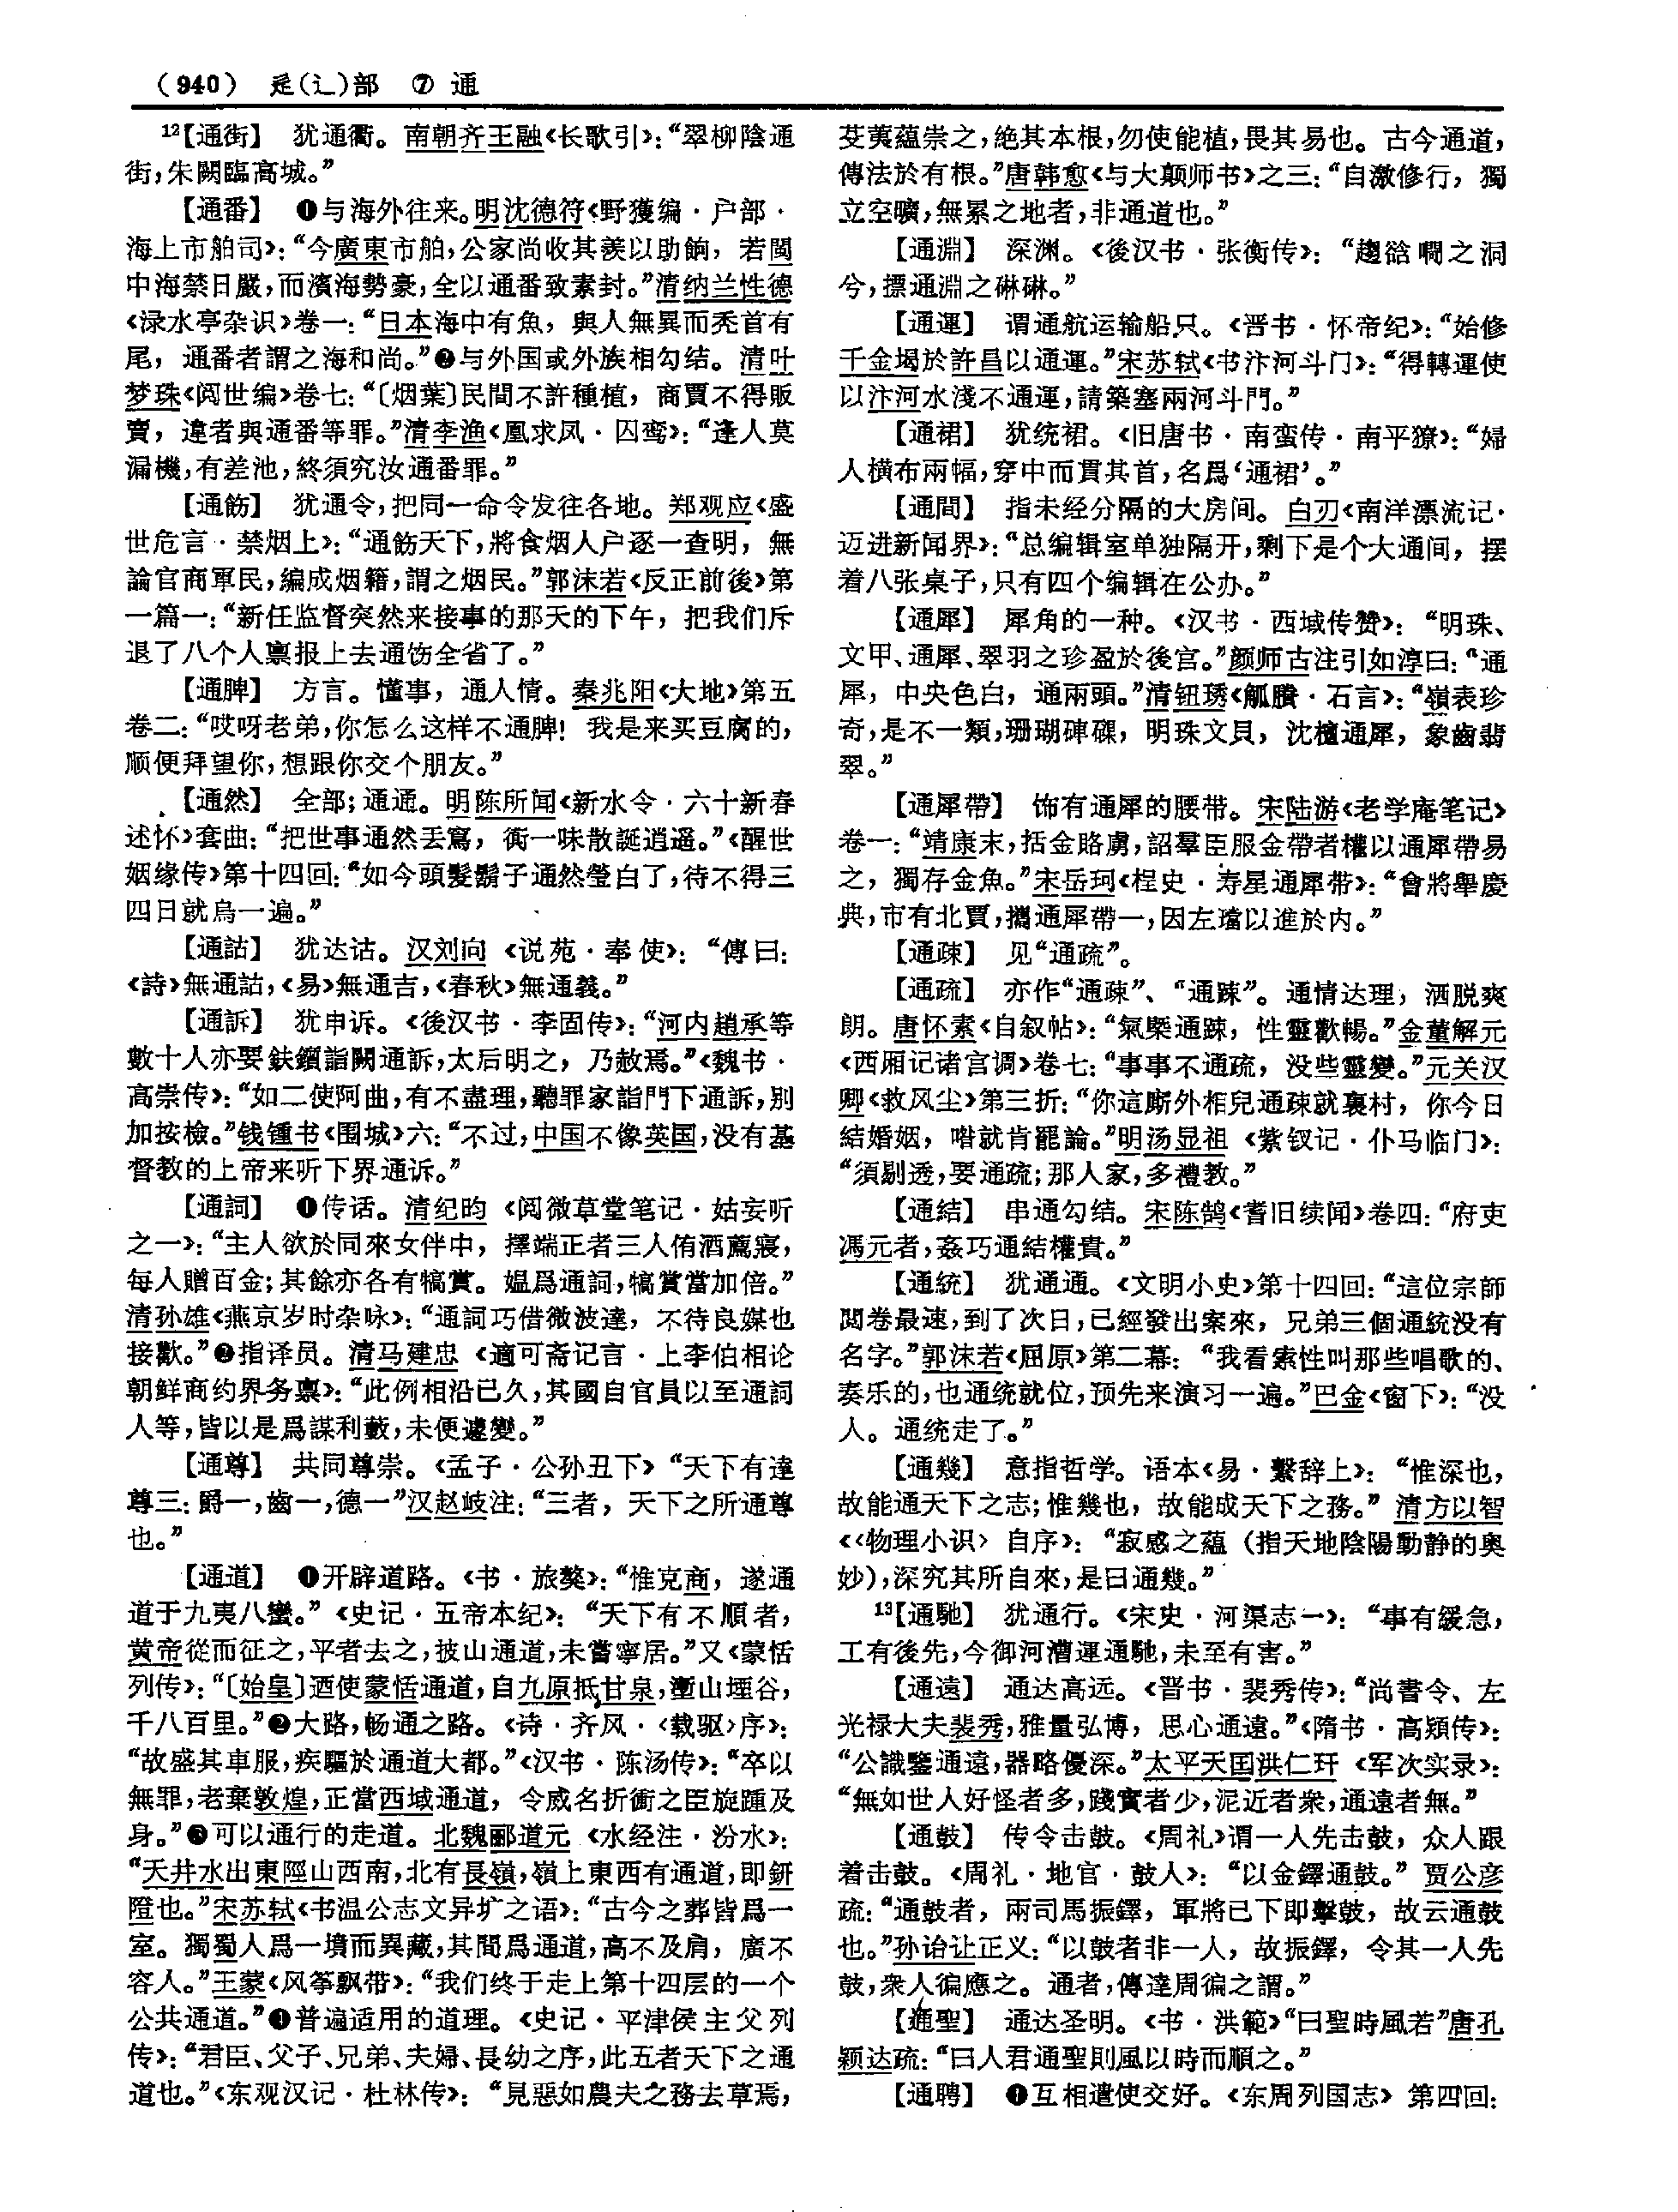 （940） 辵(辶)部 ⑦ 通
¹²【通街】 犹通衢。南朝齐王融《长歌引》：“翠柳陰通
街，朱闕臨高城。”
【通番】 ❶与海外往来。明沈德符《野獲编·户部·
海上市舶司》：“今廣東市舶，公家尚收其羨以助餉，若閩
中海禁日嚴，而濱海勢豪，全以通番致素封。”清纳兰性德
《渌水亭杂识》卷一：“日本海中有魚，與人無異而秃首有
尾，通番者謂之海和尚。”❷与外国或外族相勾结。清叶
梦珠《阅世编》卷七：“〔烟葉〕民間不許種植，商賈不得販
賣，違者與通番等罪。”清李渔《凰求凤·囚鸾》：“逢人莫
漏機，有差池，終須究汝通番罪。”
【通飭】 犹通令，把同一命令发往各地。郑观应《盛
世危言·禁烟上》：“通飭天下，將食烟人户逐一查明，無
論官商軍民，編成烟籍，謂之烟民。”郭沫若《反正前後》第
一篇一：“新任监督突然来接事的那天的下午，把我们斥
退了八个人禀报上去通饬全省了。”
【通脾】 方言。懂事，通人情。秦兆阳《大地》第五
卷二：“哎呀老弟，你怎么这样不通脾！我是来买豆腐的，
顺便拜望你，想跟你交个朋友。”
【通然】 全部；通通。明陈所闻《新水令·六十新春
述怀》套曲：“把世事通然丢寫，衠一味散誕逍遥。”《醒世
姻缘传》第十四回：“如今頭髮鬍子通然瑩白了，待不得三
四日就烏一遍。”
【通詁】 犹达诂。汉刘向《说苑·奉使》：“傳曰：
《詩》無通詁，《易》無通吉，《春秋》無通義。”
【通訴】 犹申诉。《後汉书·李固传》：“河内趙承等
數十人亦要鈇鑕詣闕通訴，太后明之，乃赦焉。”《魏书·
高崇传》：“如二使阿曲，有不盡理，聽罪家詣門下通訴，别
加按檢。”钱锺书《围城》六：“不过，中国不像英国，没有基
督教的上帝来听下界通诉。”
【通詞】 ❶传话。清纪昀《阅微草堂笔记·姑妄听
之一》：“主人欲於同來女伴中，擇端正者三人侑酒薦寢，
每人贈百金；其餘亦各有犒賞。媪爲通詞，犒賞當加倍。”
清孙雄《燕京岁时杂咏》：“通詞巧借微波達，不待良媒也
接歡。”❷指译员。清马建忠《適可斋记言·上李伯相论
朝鲜商约界务禀》：“此例相沿已久，其國自官員以至通詞
人等，皆以是爲謀利藪，未便遽變。”
【通尊】 共同尊崇。《孟子·公孙丑下》“天下有達
尊三：爵一，齒一，德一”汉赵岐注：“三者，天下之所通尊
也。”
【通道】 ❶开辟道路。《书·旅獒》：“惟克商，遂通
道于九夷八蠻。”《史记·五帝本纪》：“天下有不順者，
黄帝從而征之，平者去之，披山通道，未嘗寧居。”又《蒙恬
列传》：“〔始皇〕迺使蒙恬通道，自九原抵甘泉，壍山堙谷，
千八百里。”❷大路，畅通之路。《诗·齐风·〈载驱〉序》：
“故盛其車服，疾驅於通道大都。”《汉书·陈汤传》：“卒以
無罪，老棄敦煌，正當西域通道，令威名折衝之臣旋踵及
身。”❸可以通行的走道。北魏郦道元《水经注·汾水》：
“天井水出東陘山西南，北有長嶺，嶺上東西有通道，即鈃
隥也。”宋苏轼《书温公志文异圹之语》：“古今之葬皆爲一
室。獨蜀人爲一墳而異藏，其間爲通道，高不及肩，廣不
容人。”王蒙《风筝飘带》：“我们终于走上第十四层的一个
公共通道。”❹普遍适用的道理。《史记·平津侯主父列
传》：“君臣、父子、兄弟、夫婦、長幼之序，此五者天下之通
道也。”《东观汉记·杜林传》：“見惡如農夫之務去草焉，
芟夷蘊崇之，絶其本根，勿使能植，畏其易也。古今通道，
傳法於有根。”唐韩愈《与大颠师书》之三：“自激修行，獨
立空曠，無累之地者，非通道也。”
【通淵】 深渊。《後汉书·张衡传》：“趨谽㘎之洞
兮，摽通淵之碄碄。”
【通運】 谓通航运输船只。《晋书·怀帝纪》：“始修
千金堨於許昌以通運。”宋苏轼《书汴河斗门》：“得轉運使
以汴河水淺不通運，請築塞兩河斗門。”
【通裙】 犹统裙。《旧唐书·南蛮传·南平獠》：“婦
人横布兩幅，穿中而貫其首，名爲‘通裙’。”
【通間】 指未经分隔的大房间。白刃《南洋漂流记·
迈进新闻界》：“总编辑室单独隔开，剩下是个大通间，摆
着八张桌子，只有四个编辑在公办。”
【通犀】 犀角的一种。《汉书·西域传赞》：“明珠、
文甲、通犀、翠羽之珍盈於後宫。”颜师古注引如淳曰：“通
犀，中央色白，通兩頭。”清钮琇《觚賸·石言》：“嶺表珍
奇，是不一類，珊瑚硨磲，明珠文貝，沈檀通犀，象齒翡
翠。”
【通犀帶】 饰有通犀的腰带。宋陆游《老学庵笔记》
卷一：“靖康末，括金賂虜，詔羣臣服金帶者權以通犀帶易
之，獨存金魚。”宋岳珂《桯史·寿星通犀带》：“會將舉慶
典，市有北賈，攜通犀帶一，因左璫以進於内。”
【通疎】 见“通疏”。
【通疏】 亦作“通疎”、“通踈”。通情达理，洒脱爽
朗。唐怀素《自叙帖》：“氣槩通踈，性靈歡暢。”金董解元
《西厢记诸宫调》卷七：“事事不通疏，没些靈變。”元关汉
卿《救风尘》第三折：“你這厮外相兒通疎就裏村，你今日
結婚姻，喒就肯罷論。”明汤显祖《紫钗记·仆马临门》：
“須剔透，要通疏；那人家，多禮教。”
【通結】 串通勾结。宋陈鹄《耆旧续闻》卷四：“府吏
馮元者，姦巧通結權貴。”
【通統】 犹通通。《文明小史》第十四回：“這位宗師
閲卷最速，到了次日，已經發出案來，兄弟三個通統没有
名字。”郭沫若《屈原》第二幕：“我看索性叫那些唱歌的、
奏乐的，也通统就位，预先来演习一遍。”巴金《窗下》：“没
人。通统走了。”
【通幾】 意指哲学。语本《易·繫辞上》：“惟深也，
故能通天下之志；惟幾也，故能成天下之務。”清方以智
《〈物理小识〉自序》：“寂感之蘊（指天地陰陽動静的奥
妙），深究其所自來，是曰通幾。”
¹³【通馳】 犹通行。《宋史·河渠志一》：“事有緩急，
工有後先，今御河漕運通馳，未至有害。”
【通遠】 通达高远。《晋书·裴秀传》：“尚書令、左
光禄大夫裴秀，雅量弘博，思心通遠。”《隋书·高颎传》：
“公識鑒通遠，器略優深。”太平天囯洪仁玕《军次实录》：
“無如世人好怪者多，踐實者少，泥近者衆，通遠者無。”
【通鼓】 传令击鼓。《周礼》谓一人先击鼓，众人跟
着击鼓。《周礼·地官·鼓人》：“以金鐸通鼓。”贾公彦
疏：“通鼓者，兩司馬振鐸，軍將已下即擊鼓，故云通鼓
也。”孙诒让正义：“以鼓者非一人，故振鐸，令其一人先
鼓，衆人徧應之。通者，傳達周徧之謂。”
【通聖】 通达圣明。《书·洪範》“曰聖時風若”唐孔
颖达疏：“曰人君通聖則風以時而順之。”
【通聘】 ❶互相遣使交好。《东周列国志》第四回：